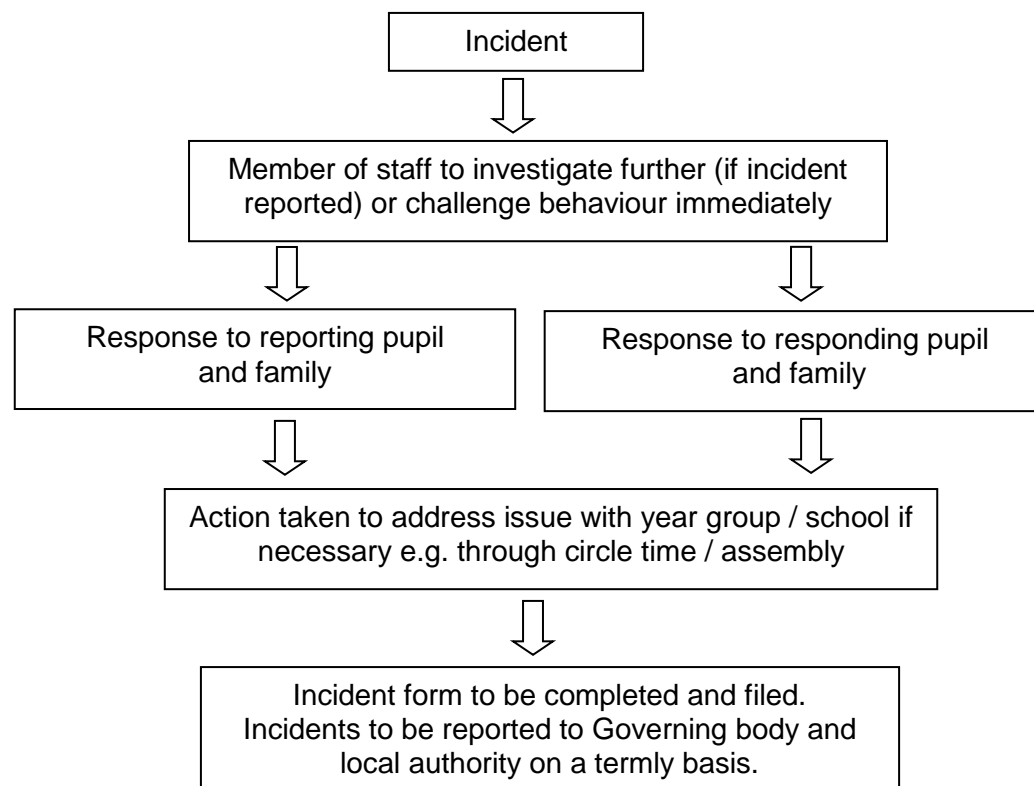 Incident
Member of staff to investigate further (if incident
reported) or challenge behaviour immediately
Response to reporting pupil
and family
Response to responding pupil
and family
Action taken to address issue with year group / school if
necessary e.g. through circle time / assembly
Incident form to be completed and filed.
Incidents to be reported to Governing body and
local authority on a termly basis.